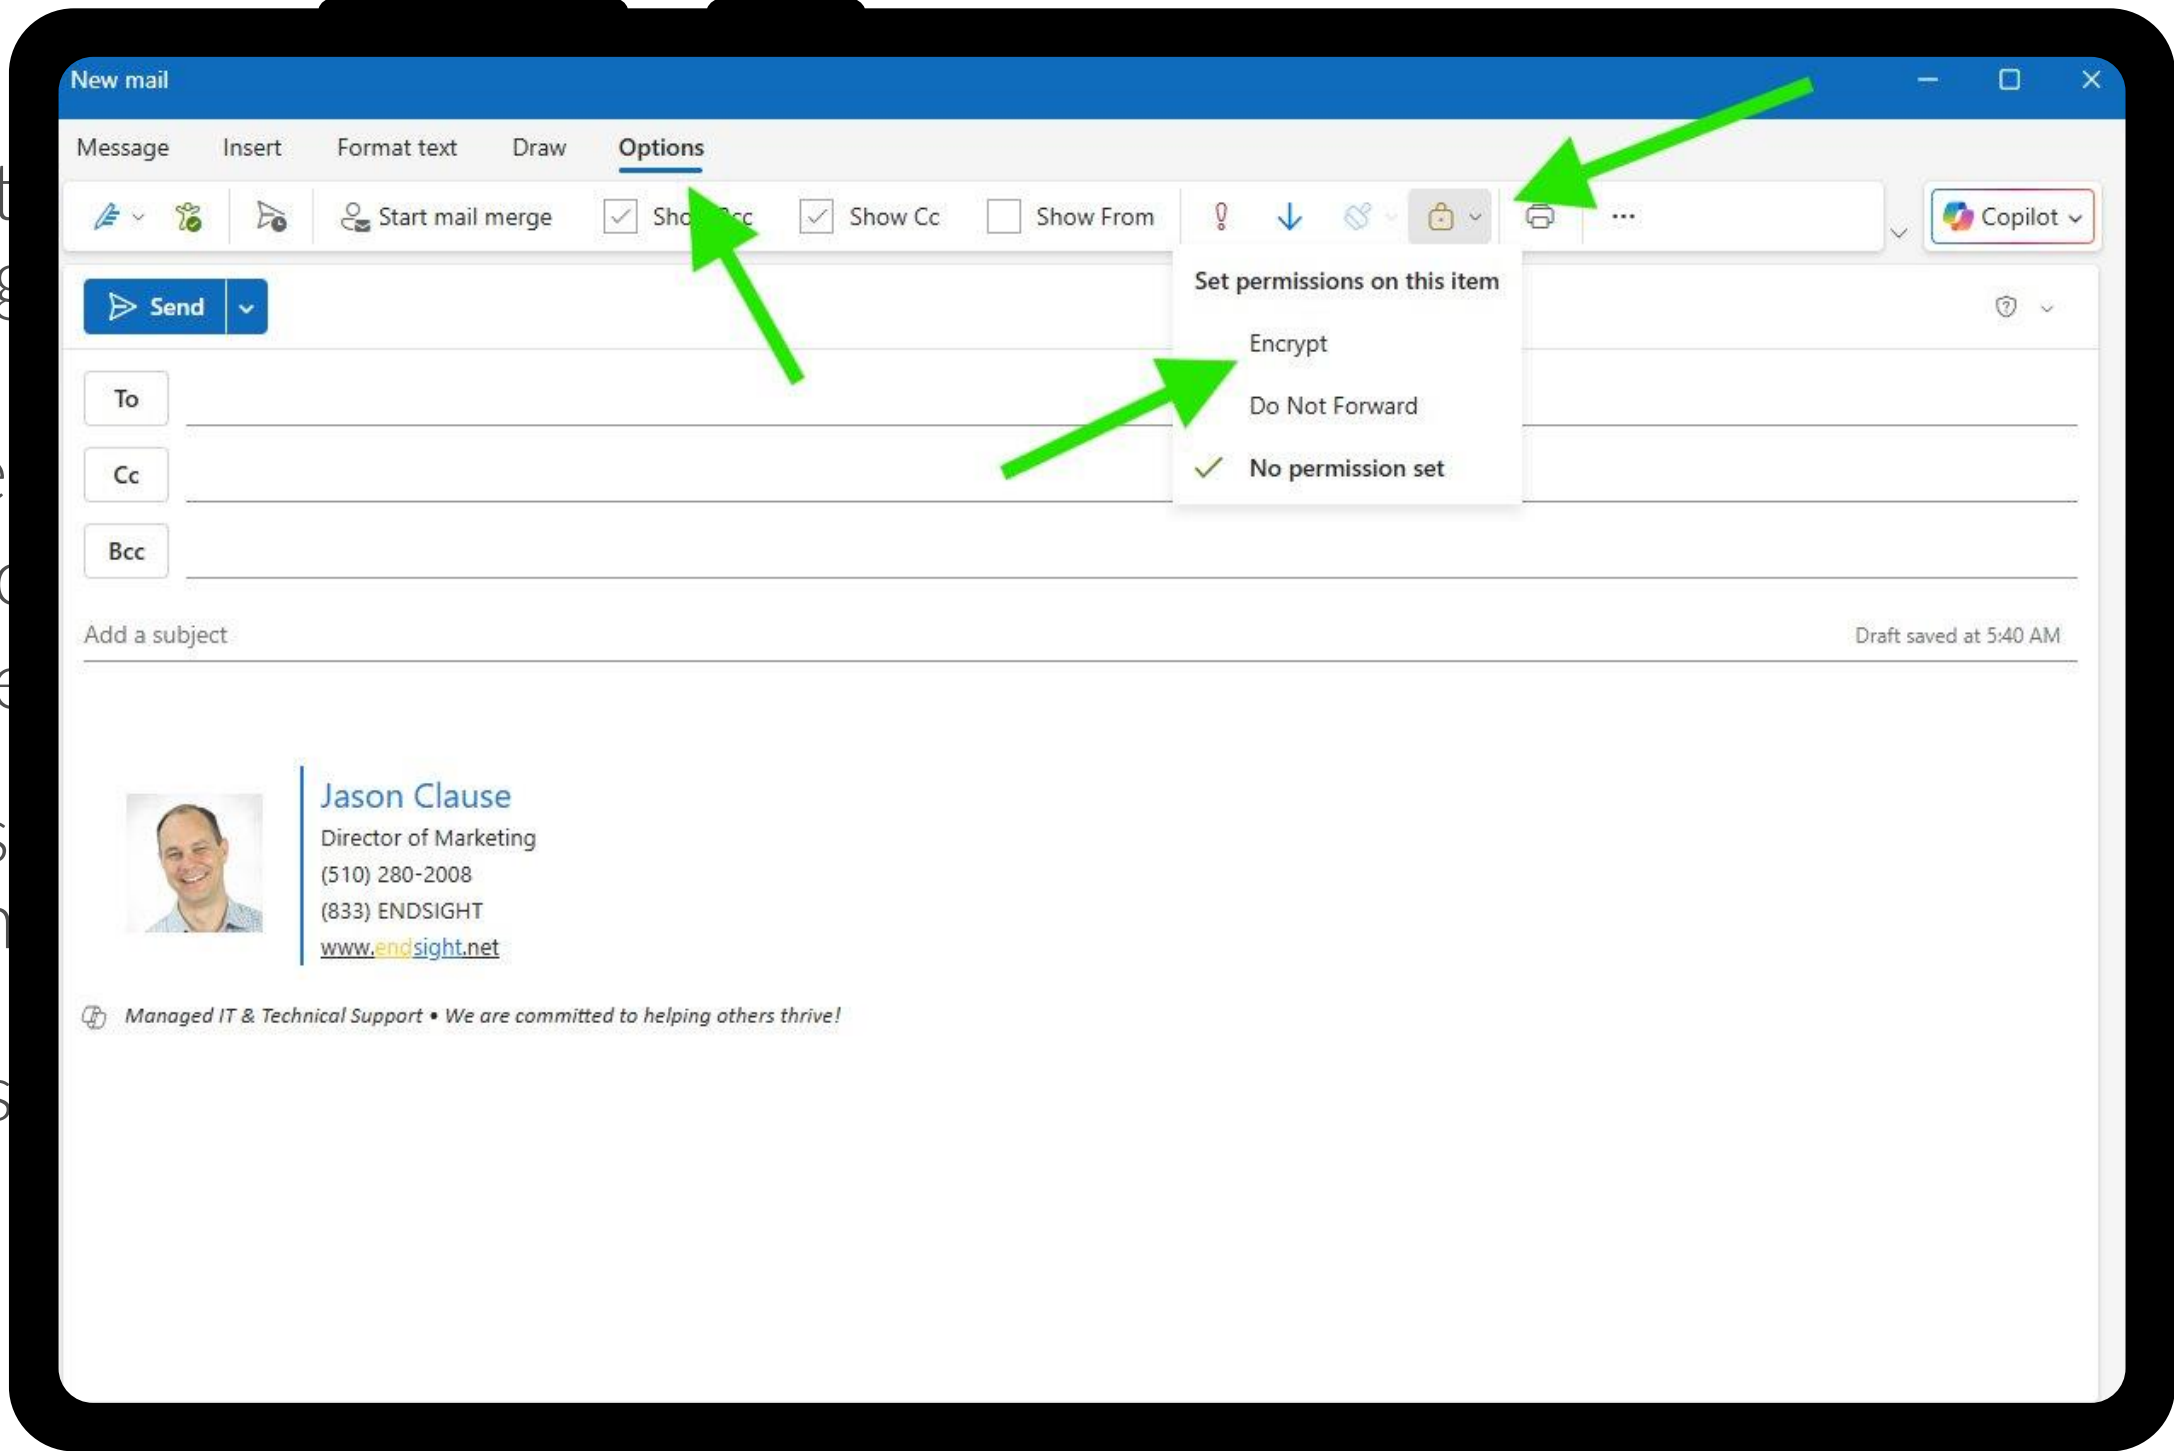 New mail
Message Insert Format text Draw Options
Start mail merge Show Bcc Show Cc Show From Copilot
Set permissions on this item
Send
Encrypt
To
Do Not Forward
Cc
No permission set
Bcc
Add a subject Draft saved at 5:40 AM
Jason Clause
Director of Marketing
(510) 280-2008
(833) ENDSIGHT
www.endsight.net
Managed IT & Technical Support • We are committed to helping others thrive!